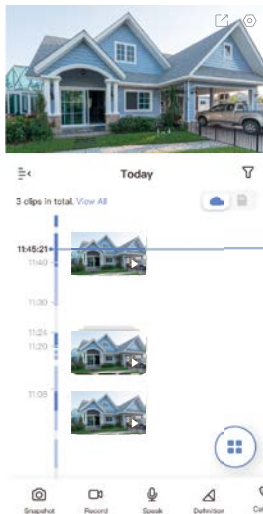 Today
3 clips in total. View All
11:45:21
11:40
11:30
11:24
11:20
11:08
Snapshot
Record
Speak
Definition